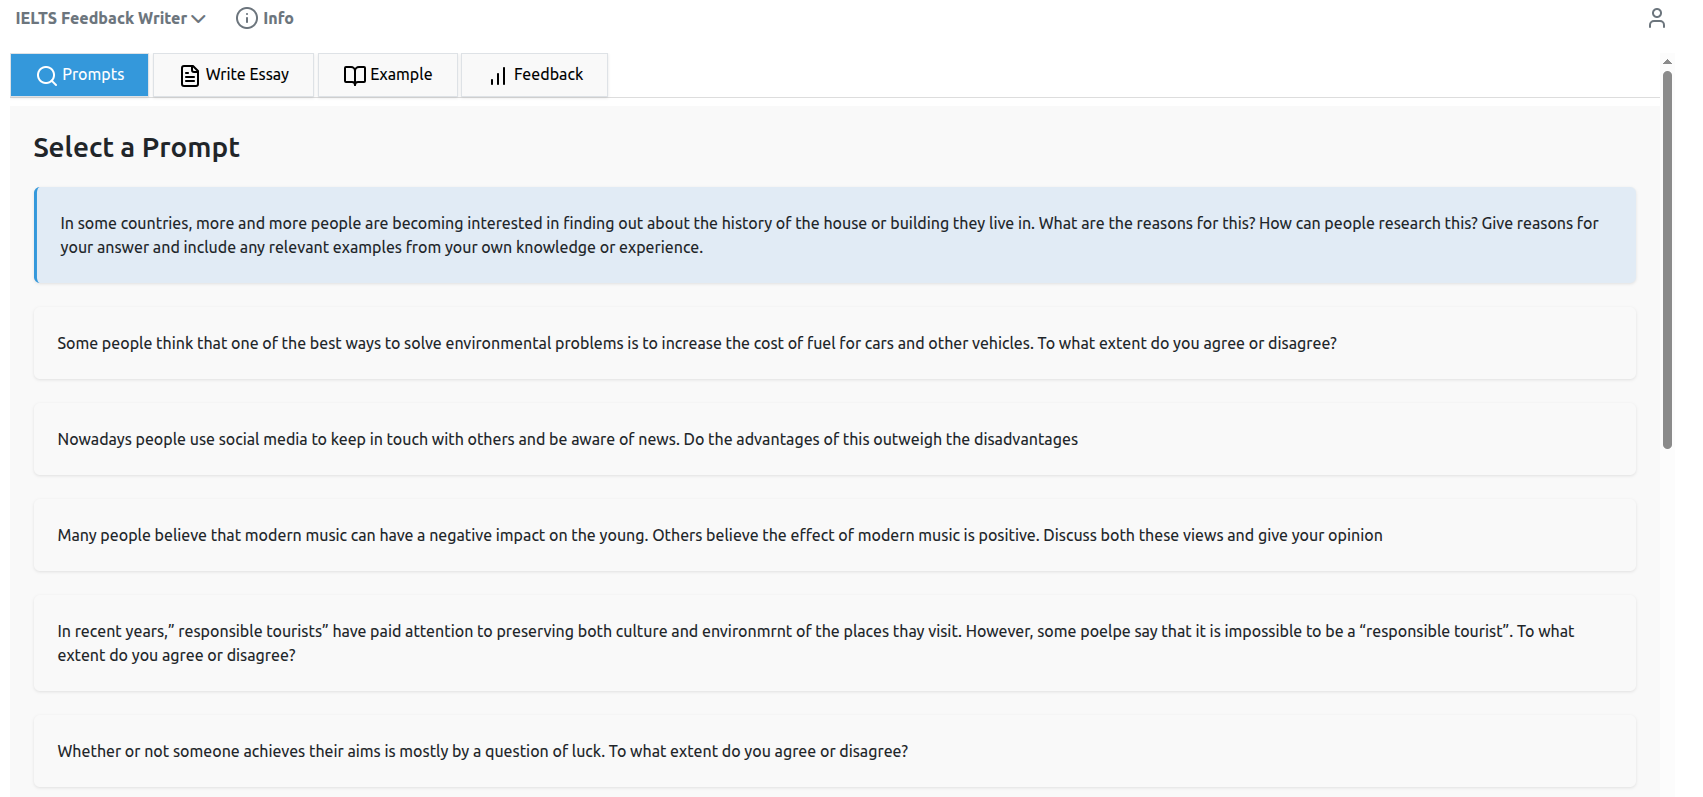 IELTS Feedback Writer
Info
Prompts
Write Essay
Example
Feedback
Select a Prompt
In some countries, more and more people are becoming interested in finding out about the history of the house or building they live in. What are the reasons for this? How can people research this? Give reasons for
your answer and include any relevant examples from your own knowledge or experience.
Some people think that one of the best ways to solve environmental problems is to increase the cost of fuel for cars and other vehicles. To what extent do you agree or disagree?
Nowadays people use social media to keep in touch with others and be aware of news. Do the advantages of this outweigh the disadvantages
Many people believe that modern music can have a negative impact on the young. Others believe the effect of modern music is positive. Discuss both these views and give your opinion
In recent years,” responsible tourists” have paid attention to preserving both culture and environmrnt of the places thay visit. However, some poelpe say that it is impossible to be a “responsible tourist”. To what
extent do you agree or disagree?
Whether or not someone achieves their aims is mostly by a question of luck. To what extent do you agree or disagree?